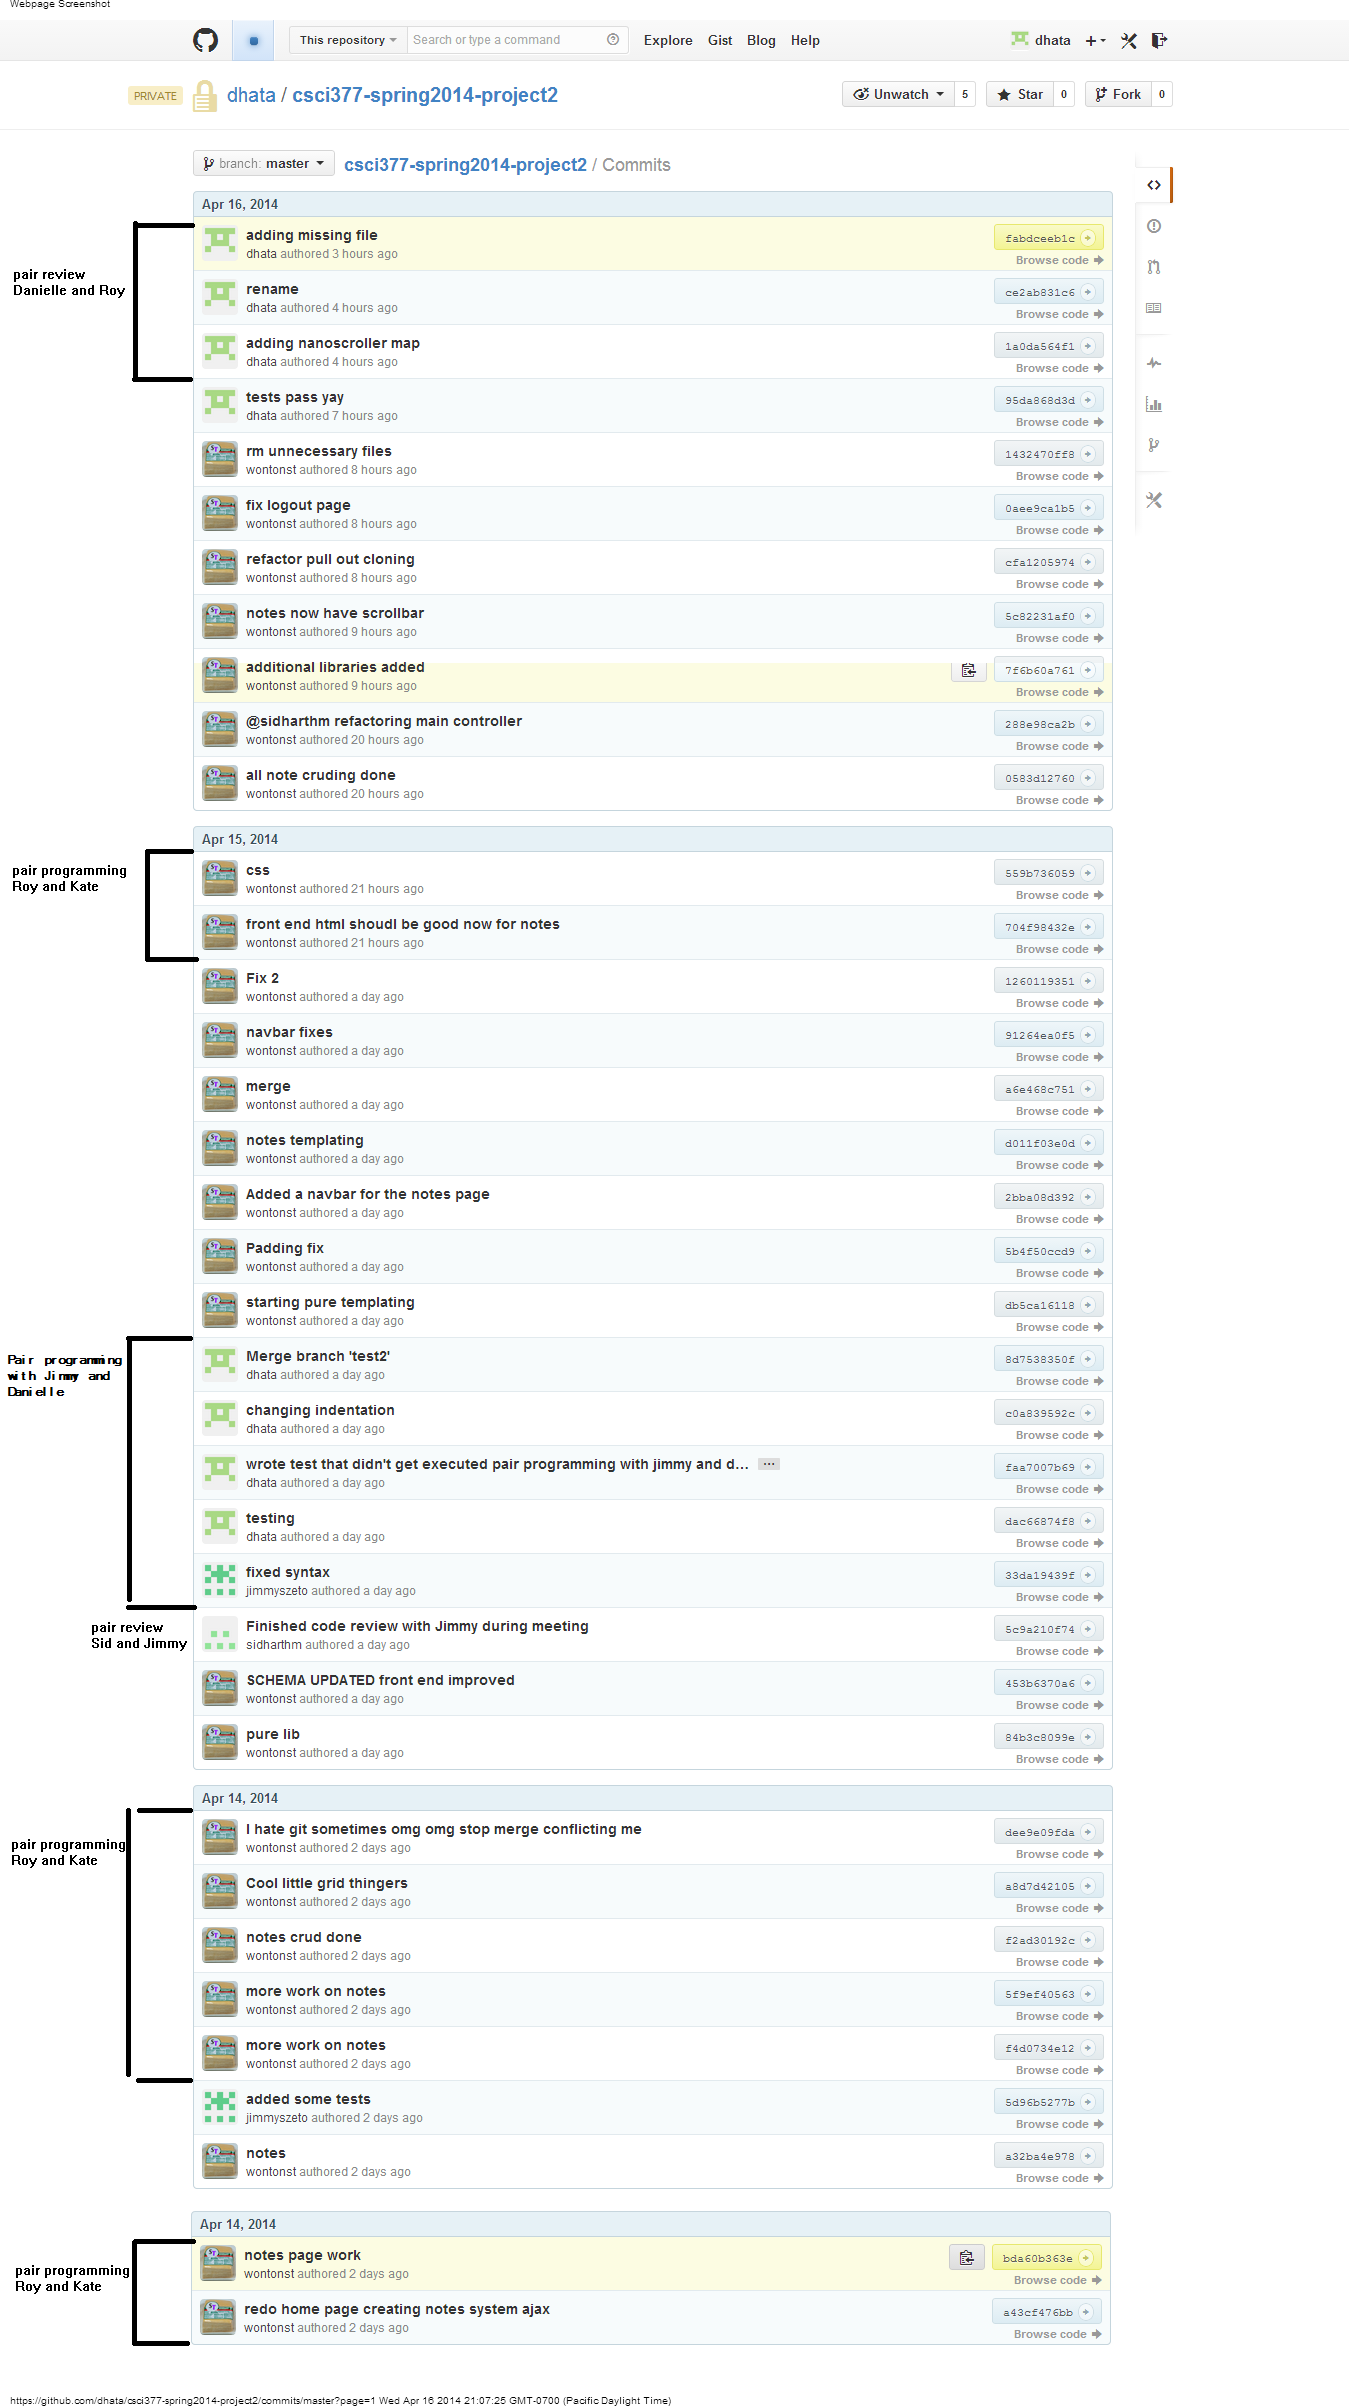 Webpage Screenshot
This repository Search or type a command Explore Gist Blog Help dhata
PRIVATE dhata / csci377-spring2014-project2 Unwatch 5 Star 0 Fork 0
branch: master csci377-spring2014-project2 / Commits
Apr 16, 2014
pair review
Danielle and Roy
adding missing file fabdceeb1c
dhata authored 3 hours ago Browse code
rename ce2ab831c6
dhata authored 4 hours ago Browse code
adding nanoscroller map 1a0da564f1
dhata authored 4 hours ago Browse code
tests pass yay 95da868d3d
dhata authored 7 hours ago Browse code
rm unnecessary files 1432470ff8
wontonst authored 8 hours ago Browse code
fix logout page 0aee9ca1b5
wontonst authored 8 hours ago Browse code
refactor pull out cloning cfa1205974
wontonst authored 8 hours ago Browse code
notes now have scrollbar 5c82231af0
wontonst authored 9 hours ago Browse code
additional libraries added 7f6b60a761
wontonst authored 9 hours ago Browse code
@sidharthm refactoring main controller 288e98ca2b
wontonst authored 20 hours ago Browse code
all note cruding done 0583d12760
wontonst authored 20 hours ago Browse code
Apr 15, 2014
pair programming
Roy and Kate
css 559b736059
wontonst authored 21 hours ago Browse code
front end html shoudl be good now for notes 704f98432e
wontonst authored 21 hours ago Browse code
Fix 2 1260119351
wontonst authored a day ago Browse code
navbar fixes 91264ea0f5
wontonst authored a day ago Browse code
merge a6e468c751
wontonst authored a day ago Browse code
notes templating d011f03e0d
wontonst authored a day ago Browse code
Added a navbar for the notes page 2bba08d392
wontonst authored a day ago Browse code
Padding fix 5b4f50ccd9
wontonst authored a day ago Browse code
starting pure templating db5ca16118
wontonst authored a day ago Browse code
Pair programming
with Jimmy and
Danielle
Merge branch 'test2' 8d7538350f
dhata authored a day ago Browse code
changing indentation c0a839592c
dhata authored a day ago Browse code
wrote test that didn't get executed pair programming with jimmy and d... faa7007b69
dhata authored a day ago Browse code
testing dac66874f8
dhata authored a day ago Browse code
fixed syntax 33da19439f
jimmyszeto authored a day ago Browse code
pair review
Sid and Jimmy
Finished code review with Jimmy during meeting 5c9a210f74
sidharthm authored a day ago Browse code
SCHEMA UPDATED front end improved 453b6370a6
wontonst authored a day ago Browse code
pure lib 84b3c8099e
wontonst authored a day ago Browse code
Apr 14, 2014
pair programming
Roy and Kate
I hate git sometimes omg omg stop merge conflicting me dee9e09fda
wontonst authored 2 days ago Browse code
Cool little grid thingers a8d7d42105
wontonst authored 2 days ago Browse code
notes crud done f2ad30192c
wontonst authored 2 days ago Browse code
more work on notes 5f9ef40563
wontonst authored 2 days ago Browse code
more work on notes f4d0734e12
wontonst authored 2 days ago Browse code
added some tests 5d96b5277b
jimmyszeto authored 2 days ago Browse code
notes a32ba4e978
wontonst authored 2 days ago Browse code
Apr 14, 2014
pair programming
Roy and Kate
notes page work bda60b363e
wontonst authored 2 days ago Browse code
redo home page creating notes system ajax a43cf476bb
wontonst authored 2 days ago Browse code
https://github.com/dhata/csci377-spring2014-project2/commits/master?page=1 Wed Apr 16 2014 21:07:25 GMT-0700 (Pacific Daylight Time)